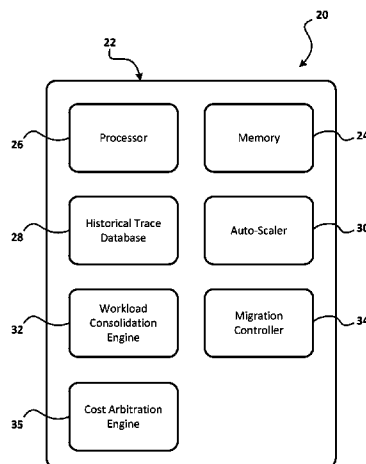 20
22
Processor
Memory
26
24
Historical Trace
Database
Auto-Scaler
28
30
Workload
Consolidation
Engine
Migration
Controller
32
34
Cost Arbitration
Engine
35